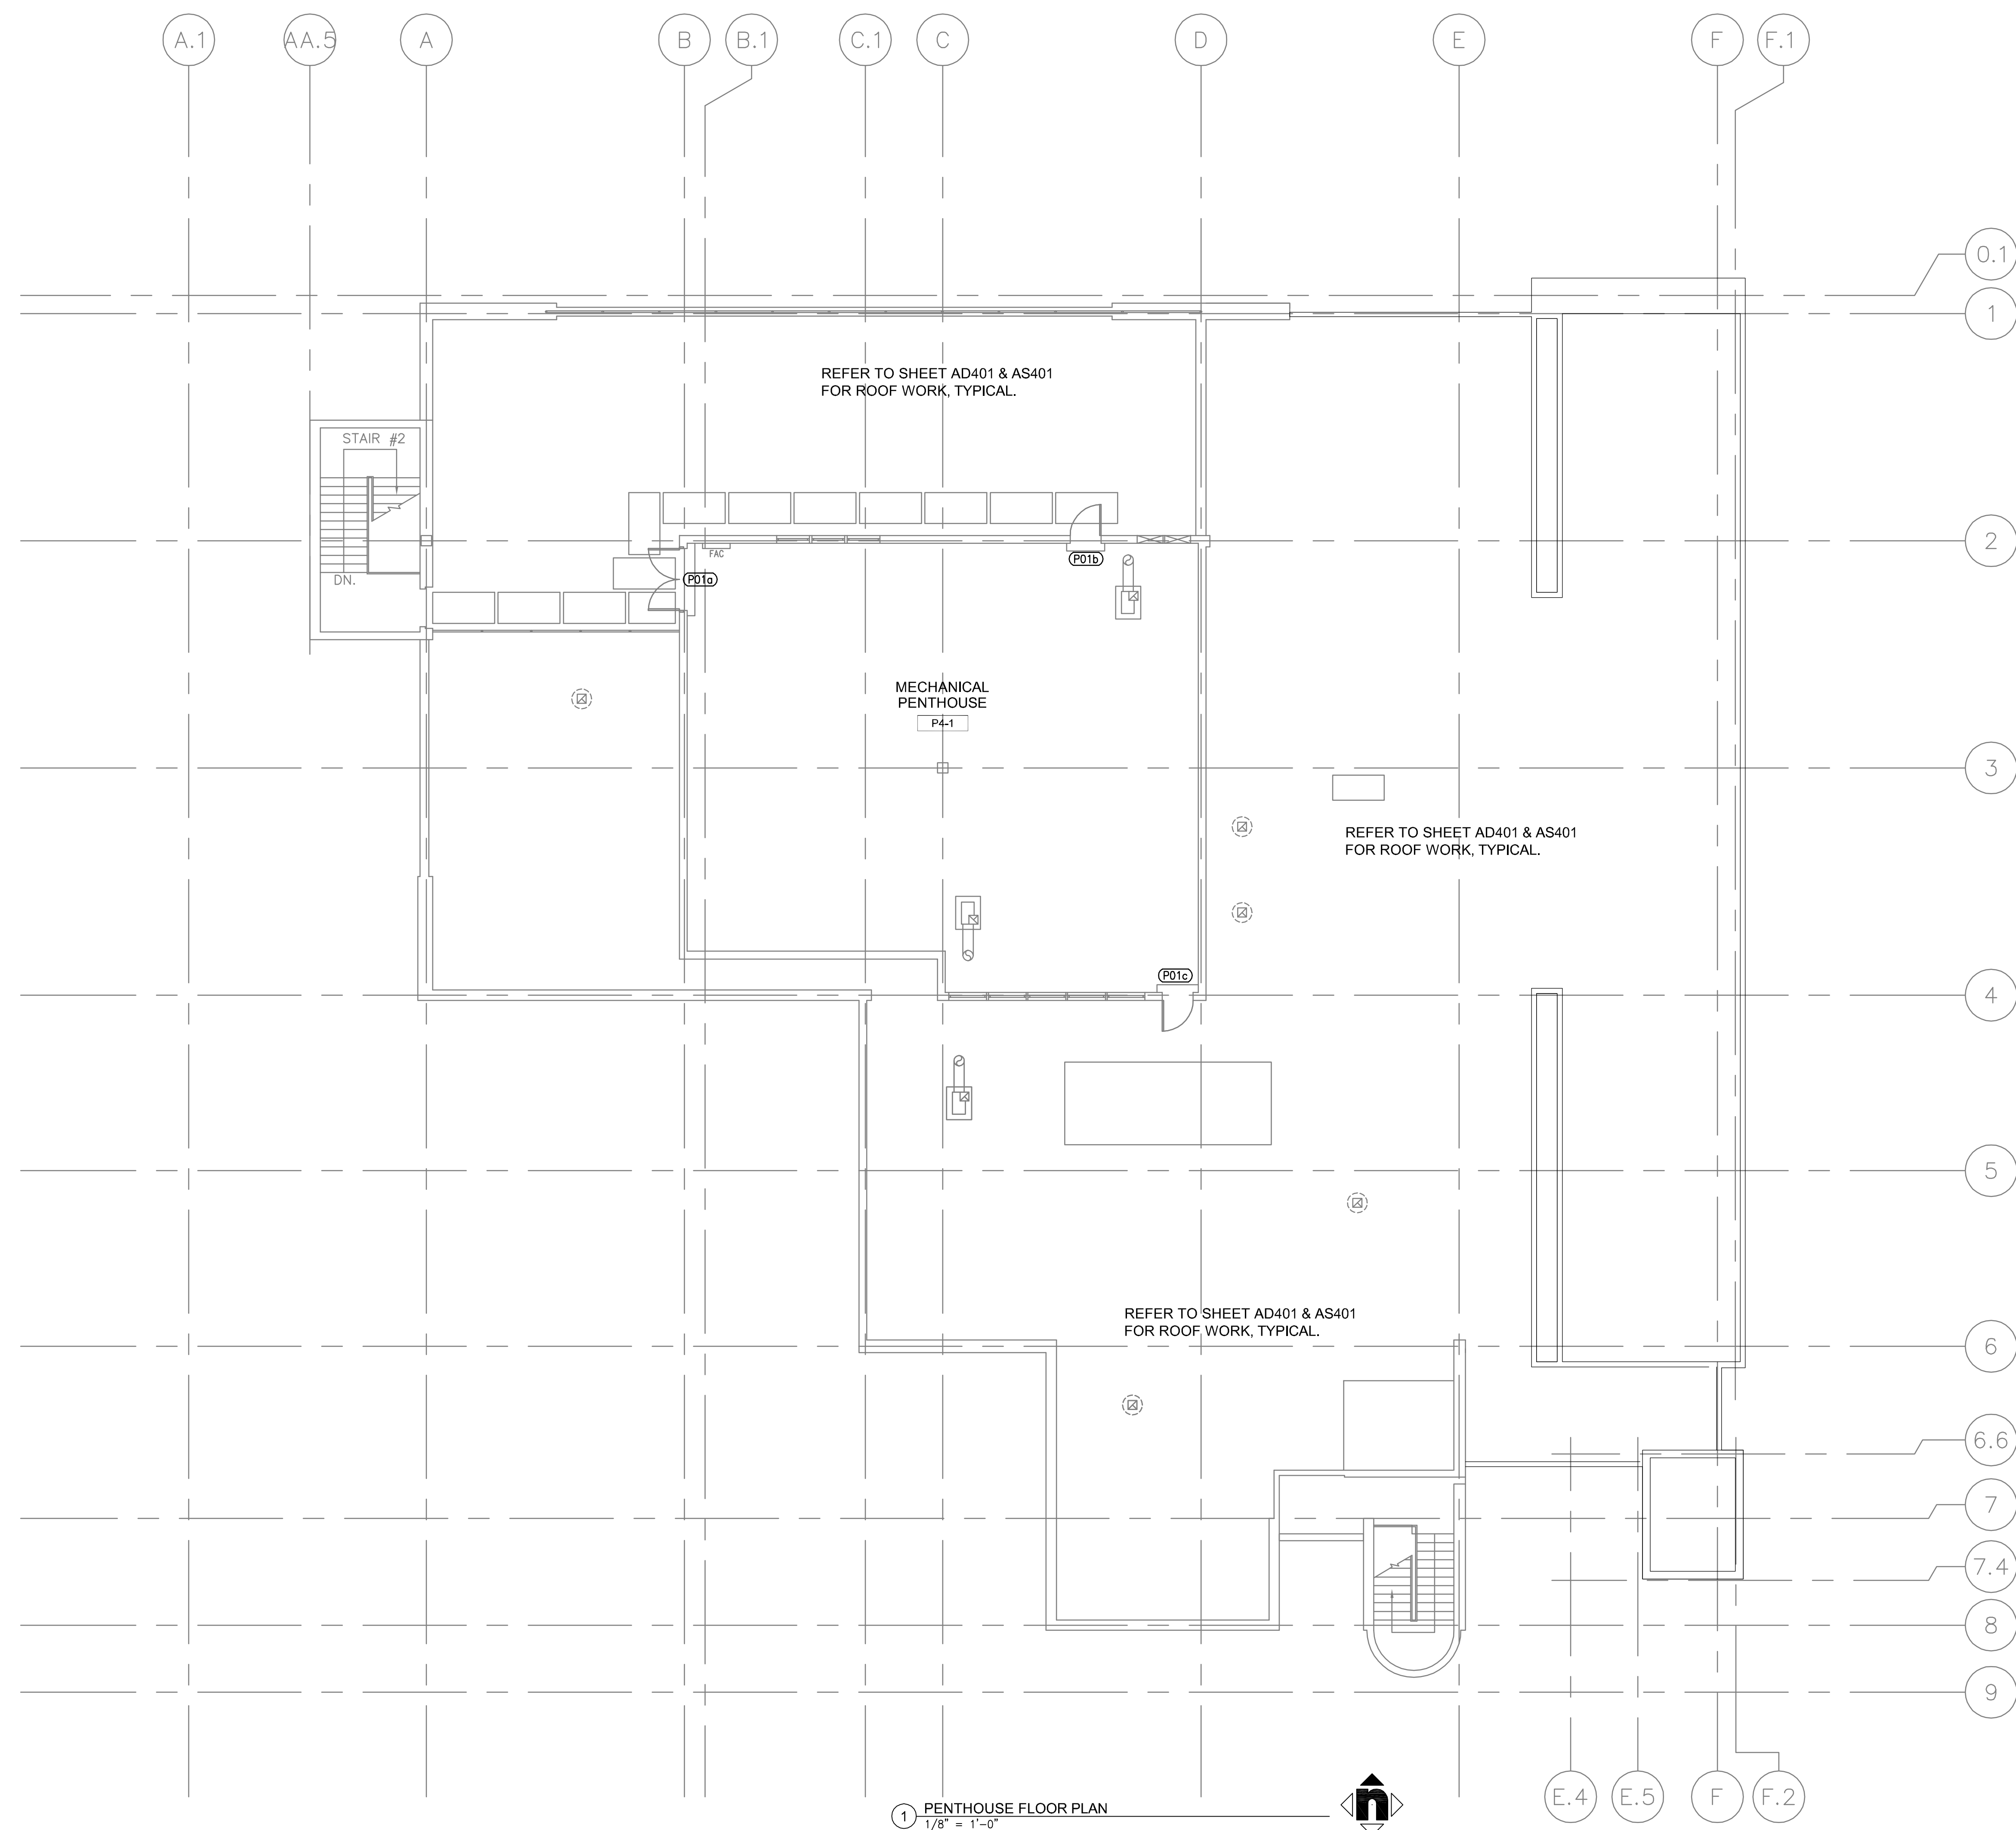 A.1
AA.5
A
B
B.1
C.1
C
D
E
F
F.1
0.1
1
REFER TO SHEET AD401 & AS401
FOR ROOF WORK, TYPICAL.
STAIR #2
DN.
2
FAC
P01a
P01b
MECHANICAL
PENTHOUSE
P4-1
3
REFER TO SHEET AD401 & AS401
FOR ROOF WORK, TYPICAL.
P01c
4
5
REFER TO SHEET AD401 & AS401
FOR ROOF WORK, TYPICAL.
6
6.6
7
7.4
8
9
E.4
E.5
F
F.2
1
PENTHOUSE FLOOR PLAN
1/8" = 1'-0"
n